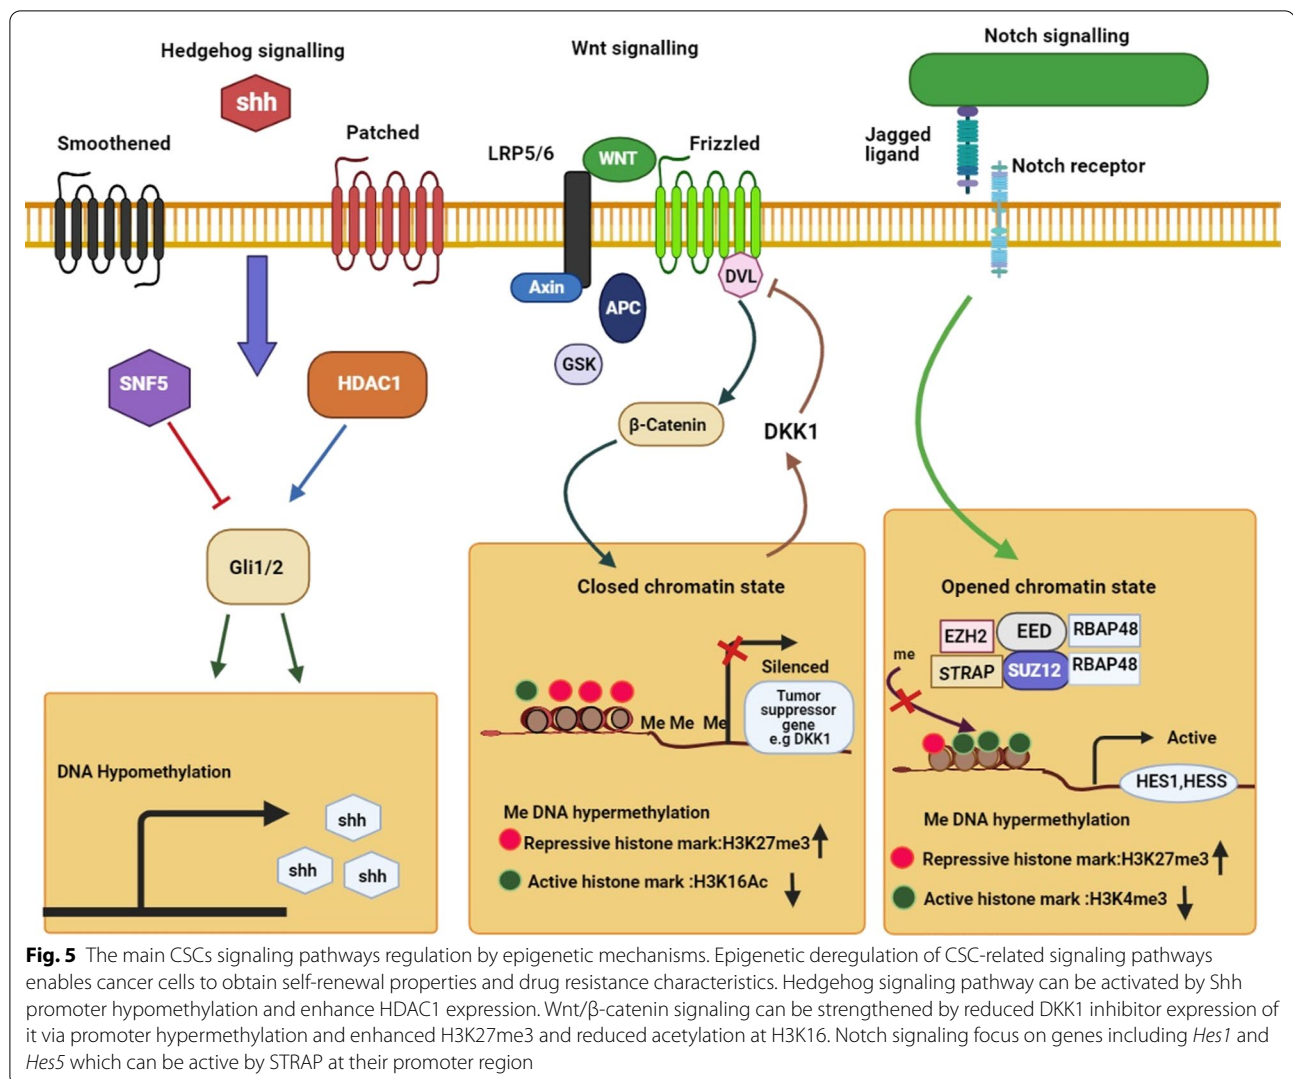 Hedgehog signalling
shh
Smoothened
Patched
SNF5
HDAC1
Gli1/2
DNA Hypomethylation
shh
shh
shh
Wnt signalling
LRP5/6
WNT
Frizzled
Axin
APC
DVL
GSK
β-Catenin
DKK1
Closed chromatin state
Silenced
Me Me Me
Tumor
suppressor
gene
e.g DKK1
Me DNA hypermethylation
Repressive histone mark:H3K27me3
Active histone mark :H3K16Ac
Notch signalling
Jagged
ligand
Notch receptor
Opened chromatin state
EZH2
EED
RBAP48
me
STRAP
SUZ12
RBAP48
Active
HES1,HESS
Me DNA hypermethylation
Repressive histone mark:H3K27me3
Active histone mark :H3K4me3
Fig. 5 The main CSCs signaling pathways regulation by epigenetic mechanisms. Epigenetic deregulation of CSC-related signaling pathways
enables cancer cells to obtain self-renewal properties and drug resistance characteristics. Hedgehog signaling pathway can be activated by Shh
promoter hypomethylation and enhance HDAC1 expression. Wnt/β-catenin signaling can be strengthened by reduced DKK1 inhibitor expression of
it via promoter hypermethylation and enhanced H3K27me3 and reduced acetylation at H3K16. Notch signaling focus on genes including Hes1 and
Hes5 which can be active by STRAP at their promoter region